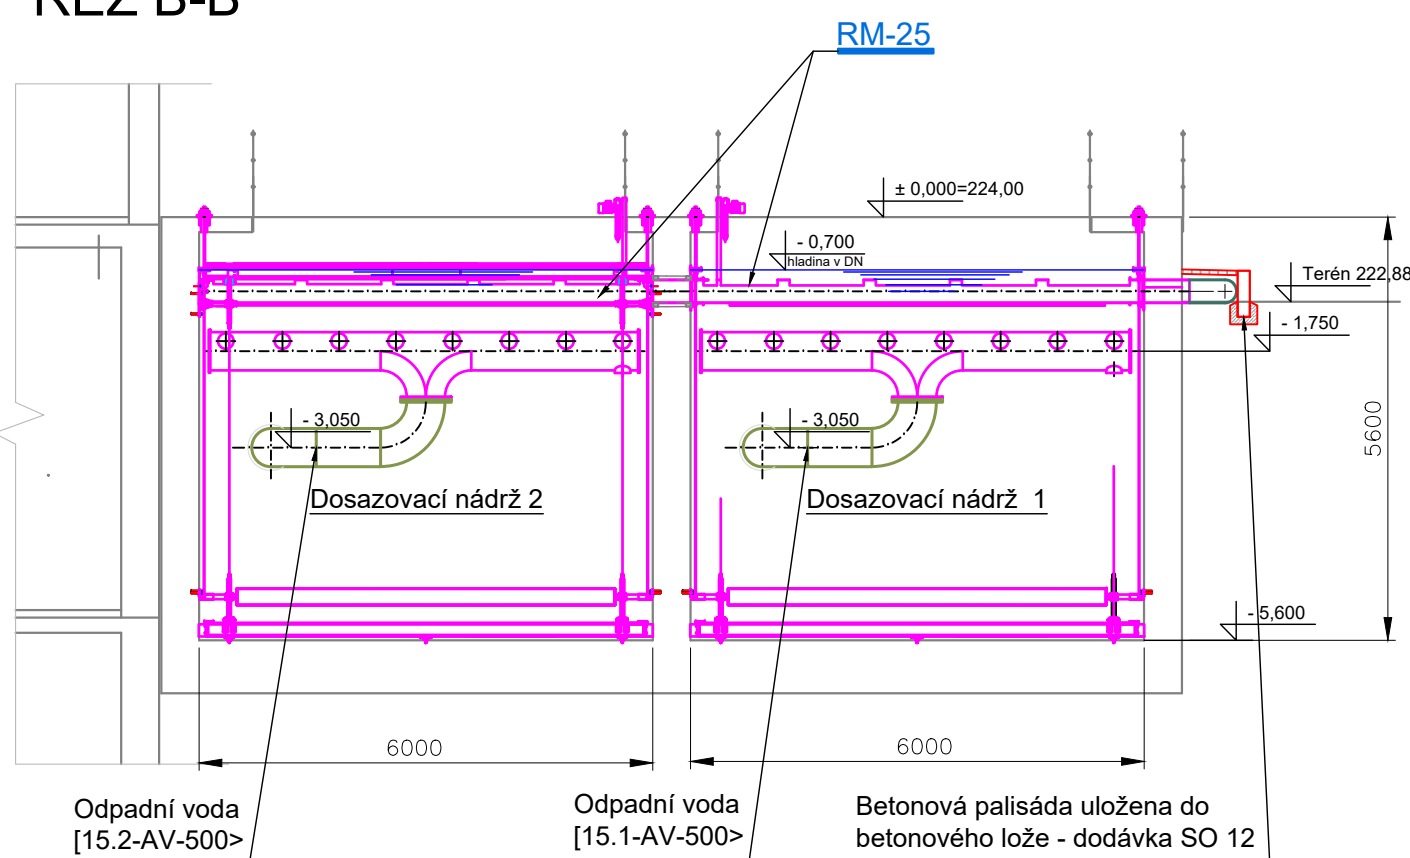 ŘEZ B-B
RM-25
± 0,000=224,00
- 0,700
hladina v DN
Terén 222,88
- 1,750
- 3,050
- 3,050
5600
Dosazovací nádrž 2
Dosazovací nádrž 1
- 5,600
6000
6000
Odpadní voda
[15.2-AV-500>
Odpadní voda
[15.1-AV-500>
Betonová palisáda uložena do
betonového lože - dodávka SO 12